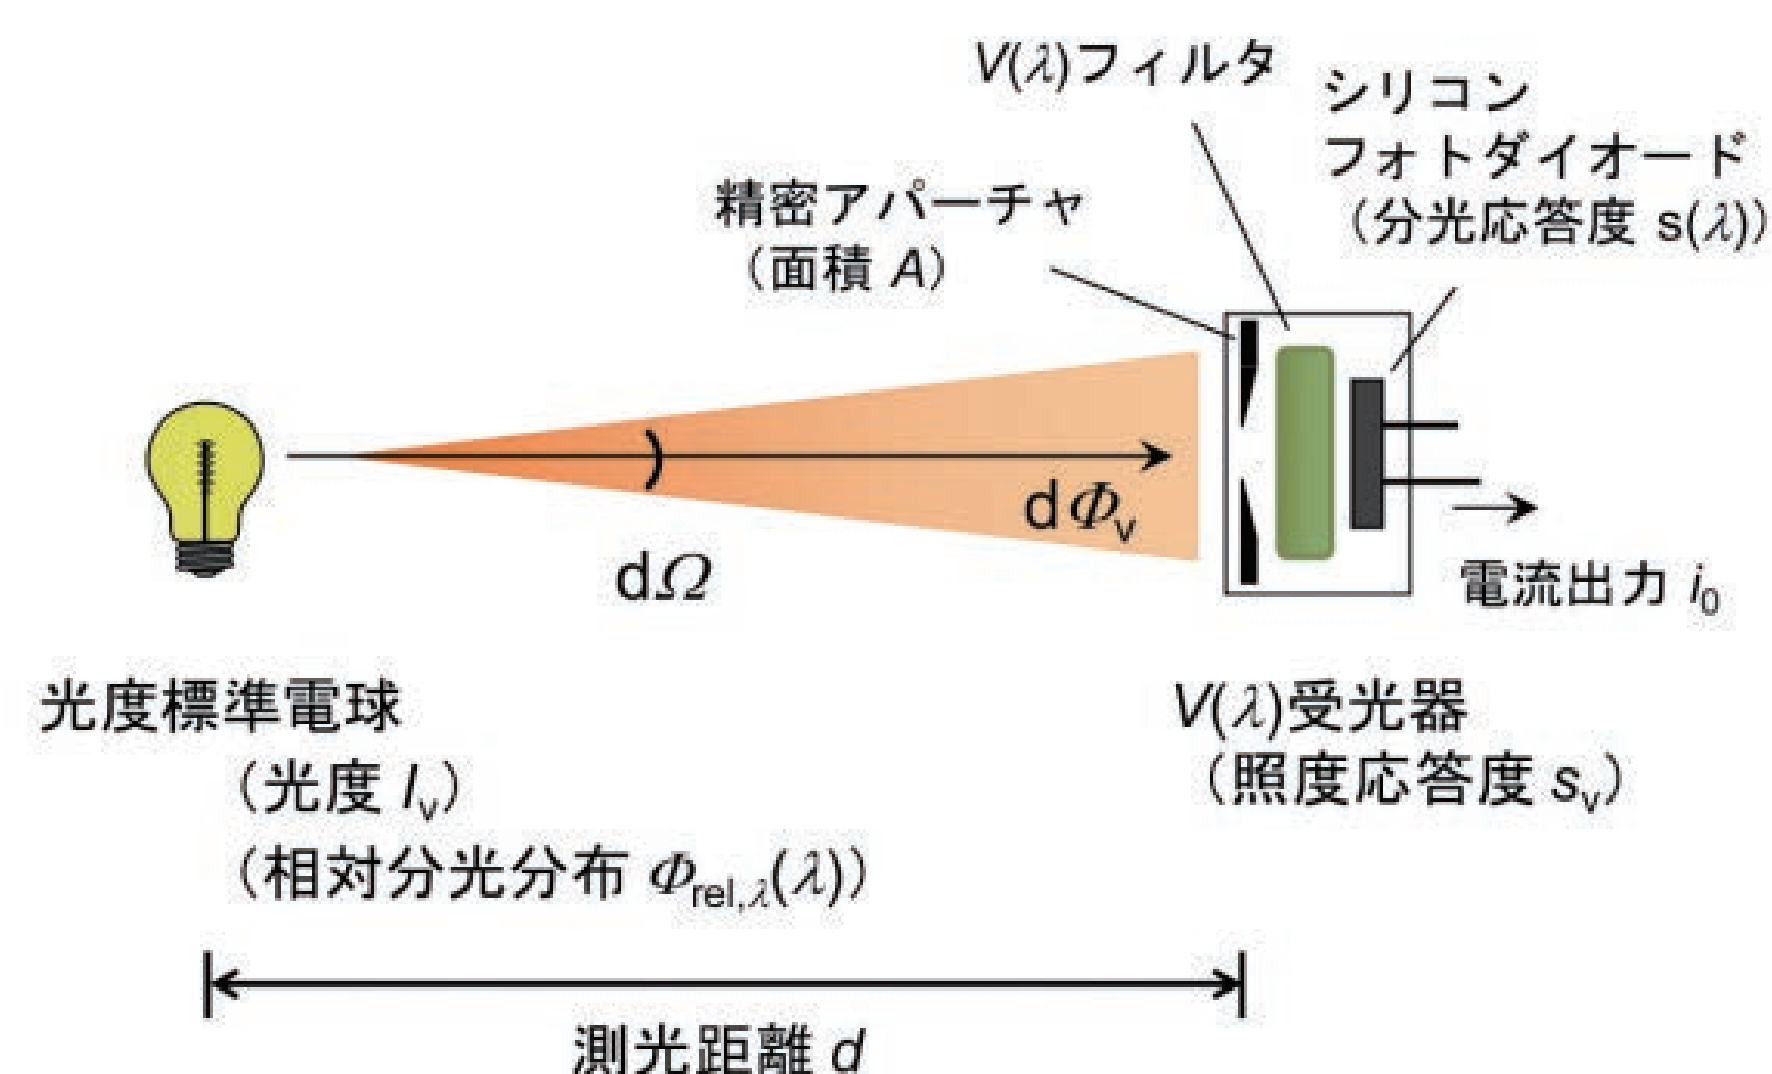 V(λ)フィルタ
シリコン
フォトダイオード
（分光応答度 s(λ)）
精密アパーチャ
（面積 A）
dΦv
dΩ
電流出力 i0
光度標準電球
（光度 Iv）
（相対分光分布 Φrel,λ(λ)）
V(λ)受光器
（照度応答度 sv）
測光距離 d